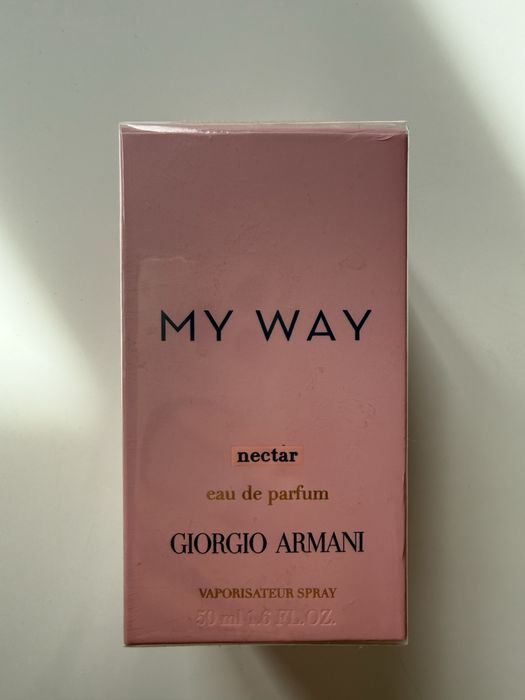 MY WAY
nectar
eau de parfum
GIORGIO ARMANI
VAPORISATEUR SPRAY
50 ml 1.6 FL.OZ.